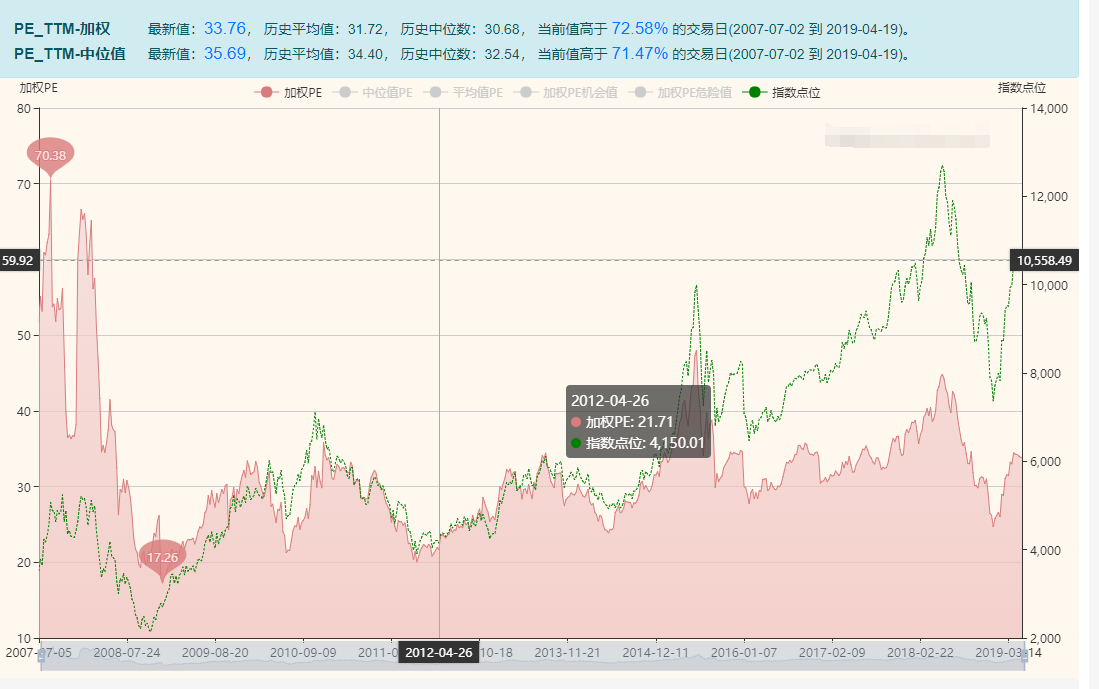 PE_TTM-加权 最新值：33.76， 历史平均值：31.72， 历史中位数：30.68， 当前值高于 72.58% 的交易日(2007-07-02 到 2019-04-19)。
PE_TTM-中位值 最新值：35.69， 历史平均值：34.40， 历史中位数：32.54， 当前值高于 71.47% 的交易日(2007-07-02 到 2019-04-19)。
加权PE 指数点位
加权PE 中位值PE 平均值PE 加权PE机会值 加权PE危险值 指数点位
80 14,000
70.38
70 12,000
59.92 10,558.49
10,000
50
8,000
2012-04-26
40
加权PE: 21.71
指数点位: 4,150.01
6,000
30
17.26
4,000
20
10 2,000
2007-07-05 2008-07-24 2009-08-20 2010-09-09 2011-0 2012-04-26 10-18 2013-11-21 2014-12-11 2016-01-07 2017-02-09 2018-02-22 2019-03-14